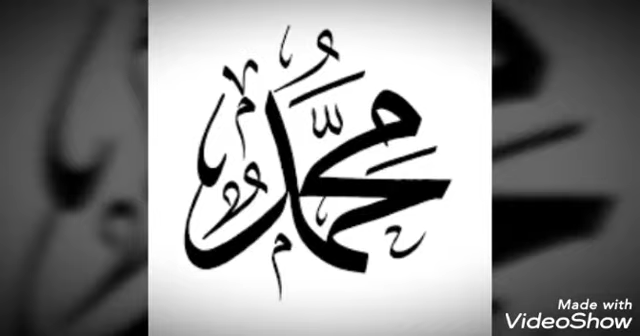 محمد
Made with
VideoShow